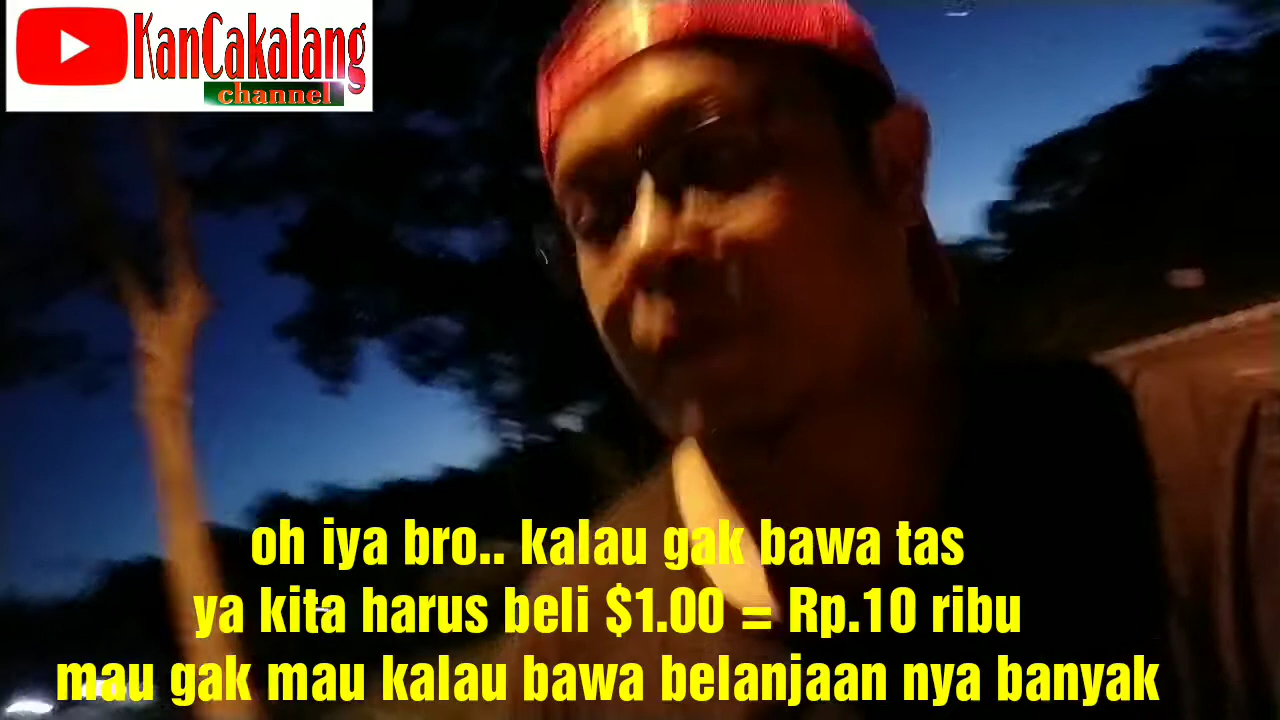 KanCakalang
channel
oh iya bro.. kalau gak bawa tas
ya kita harus beli $1.00 = Rp.10 ribu
mau gak mau kalau bawa belanjaan nya banyak